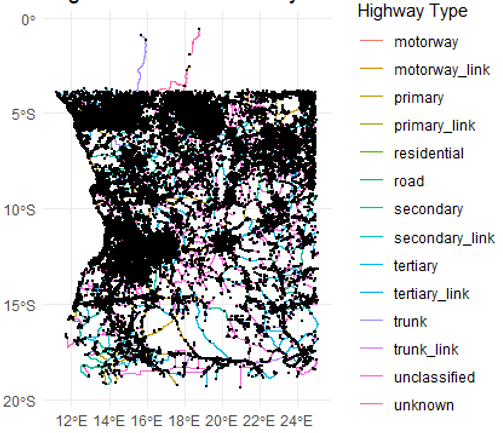 Highway Type
0°
5°S
10°S
15°S
20°S
12°E 14°E 16°E 18°E 20°E 22°E 24°E
motorway
motorway_link
primary
primary_link
residential
road
secondary
secondary_link
tertiary
tertiary_link
trunk
trunk_link
unclassified
unknown